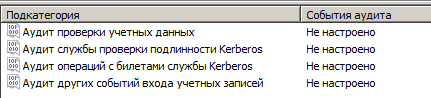 Подкатегория События аудита
Аудит проверки учетных данных Не настроено
Аудит службы проверки подлинности Kerberos Не настроено
Аудит операций с билетами службы Kerberos Не настроено
Аудит других событий входа учетных записей Не настроено